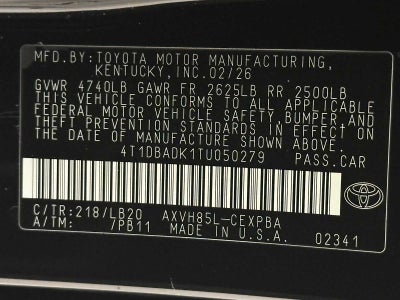 MFD.BY:TOYOTA MOTOR MANUFACTURING,
KENTUCKY,INC.02/26
GVWR 4740LB GAWR FR 2625LB RR 2500LB
THIS VEHICLE CONFORMS TO ALL APPLICABLE
FEDERAL MOTOR VEHICLE SAFETY,BUMPER,AND
THEFT PREVENTION STANDARDS IN EFFECT ON
THE DATE OF MANUFACTURE SHOWN ABOVE.
4T1DBADK1TU050279 PASS.CAR
C/TR:218/LB20 AXVH85L-CEXPBA
A/TM: 7PB11 MADE IN U.S.A. 02341
TOYOTA